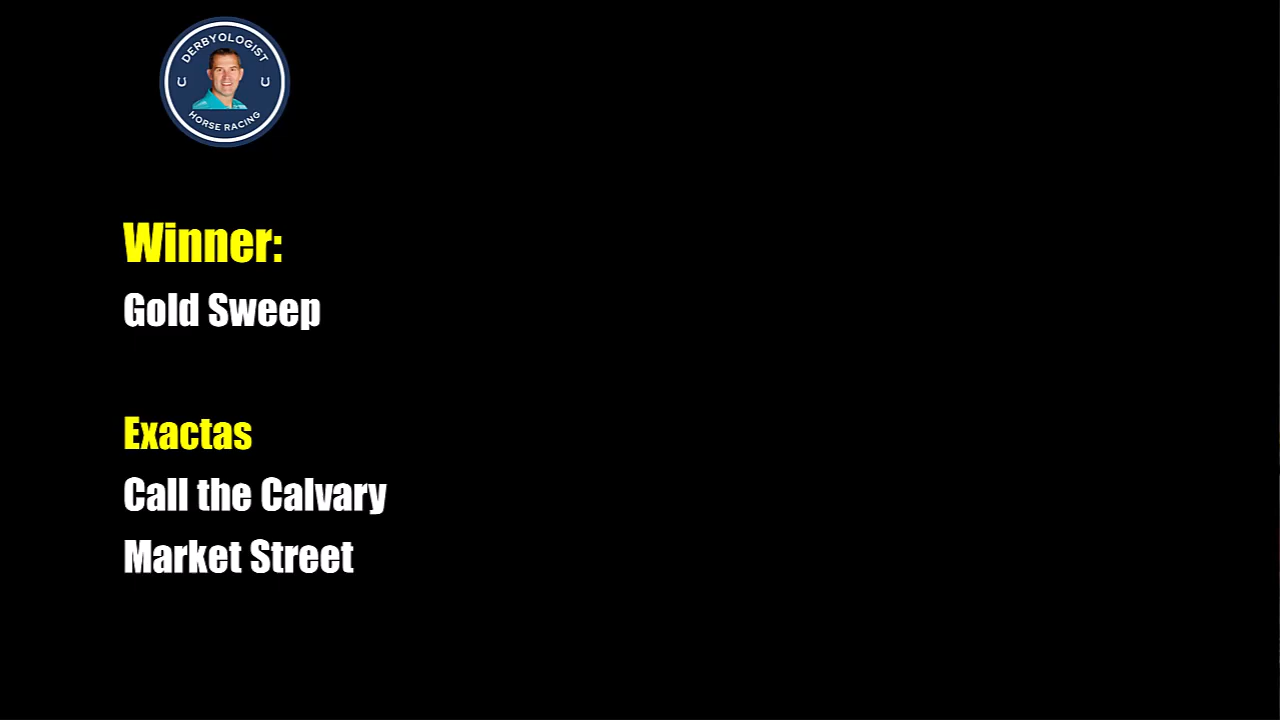 DERBYOLOGIST
HORSE RACING
Winner:
Gold Sweep
Exactas
Call the Calvary
Market Street